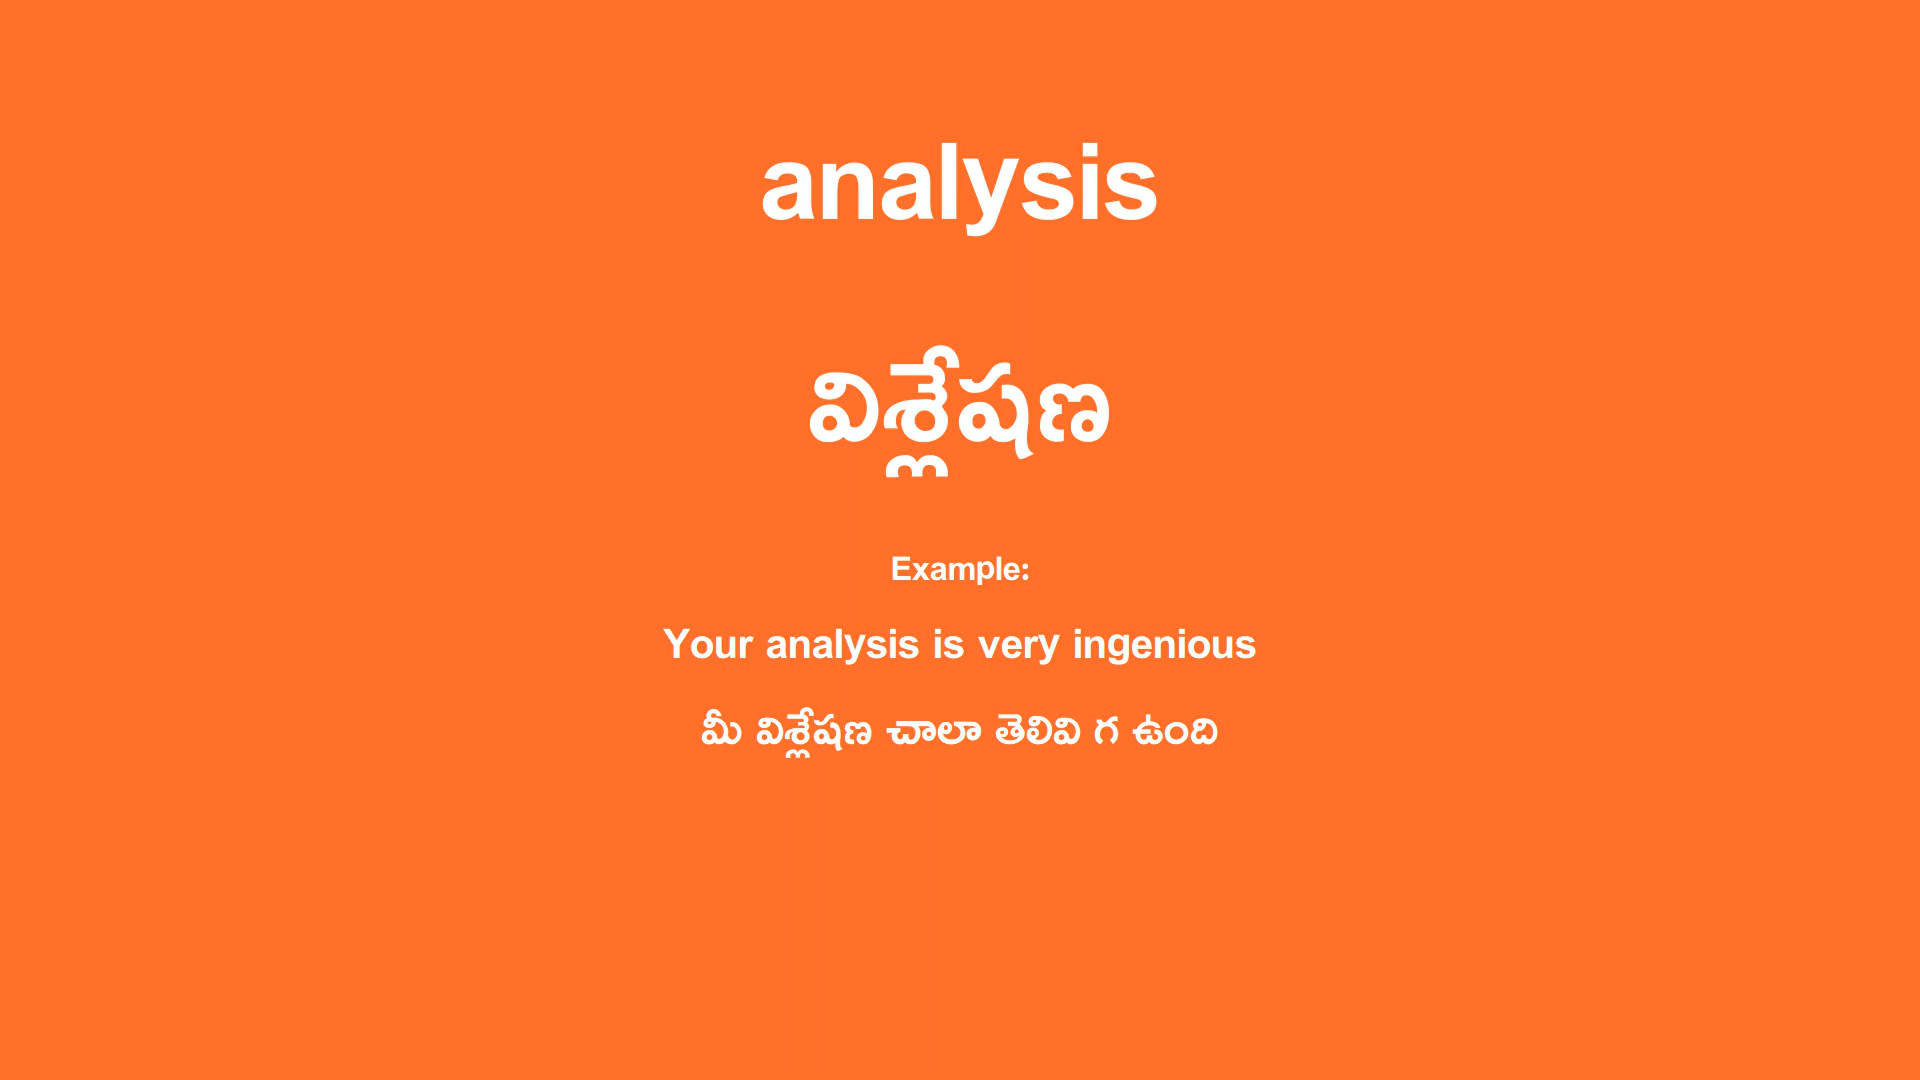 analysis
విశ్లేషణ
Example:
Your analysis is very ingenious
మీ విశ్లేషణ చాలా తెలివి గ ఉంది